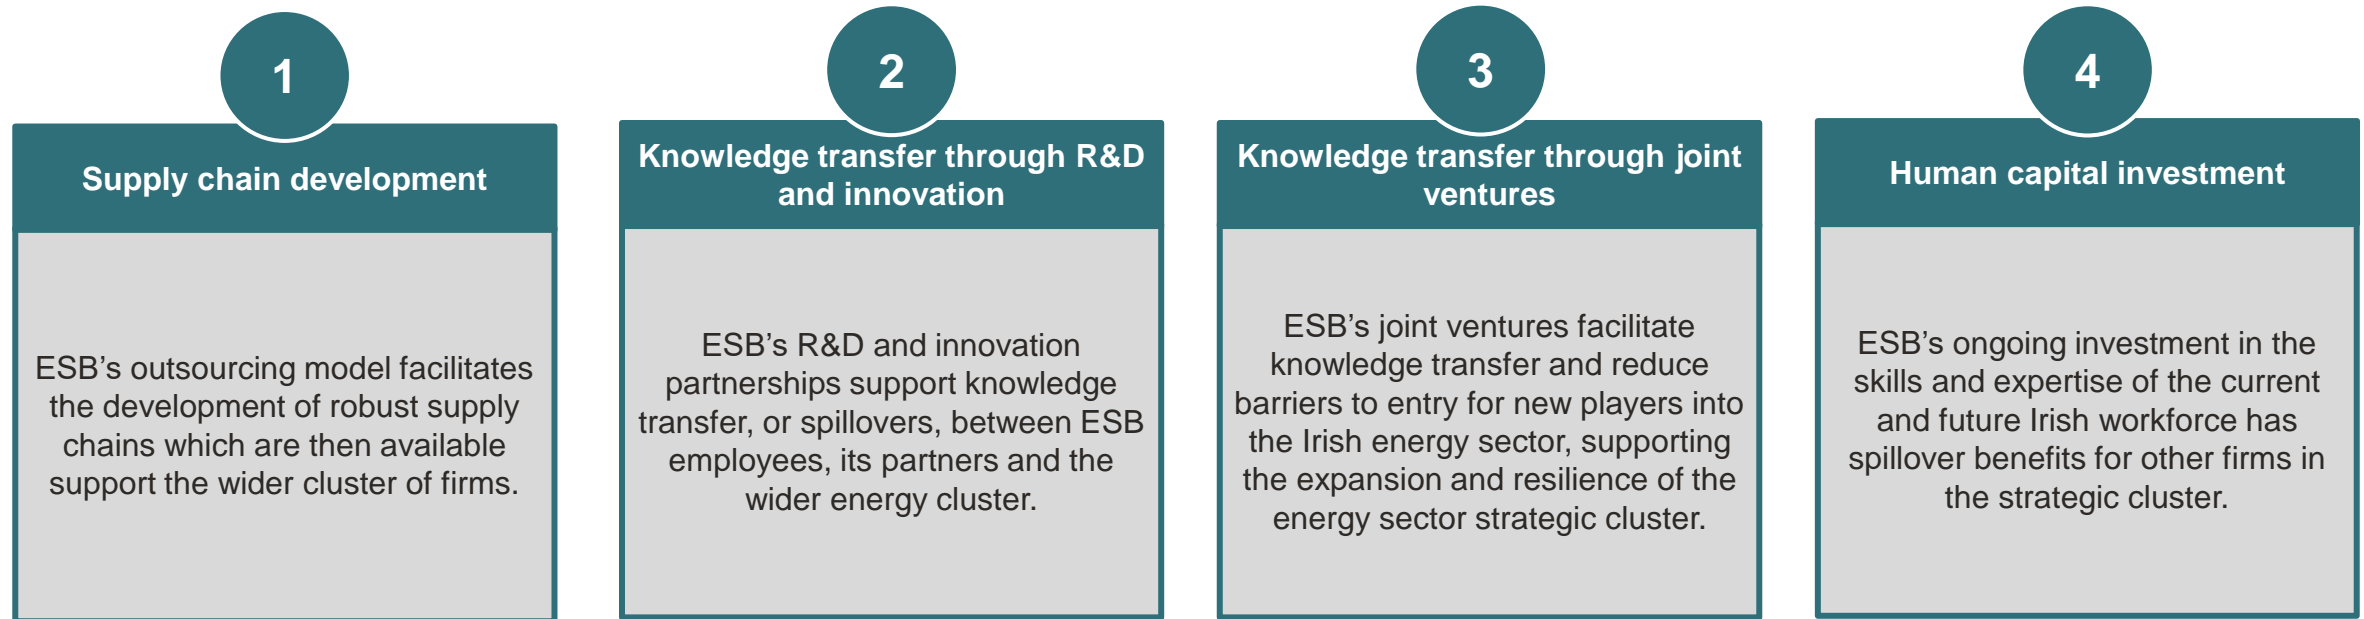 1
Supply chain development
ESB’s outsourcing model facilitates
the development of robust supply
chains which are then available
support the wider cluster of firms.
2
Knowledge transfer through R&D
and innovation
ESB’s R&D and innovation
partnerships support knowledge
transfer, or spillovers, between ESB
employees, its partners and the
wider energy cluster.
3
Knowledge transfer through joint
ventures
ESB’s joint ventures facilitate
knowledge transfer and reduce
barriers to entry for new players into
the Irish energy sector, supporting
the expansion and resilience of the
energy sector strategic cluster.
4
Human capital investment
ESB’s ongoing investment in the
skills and expertise of the current
and future Irish workforce has
spillover benefits for other firms in
the strategic cluster.